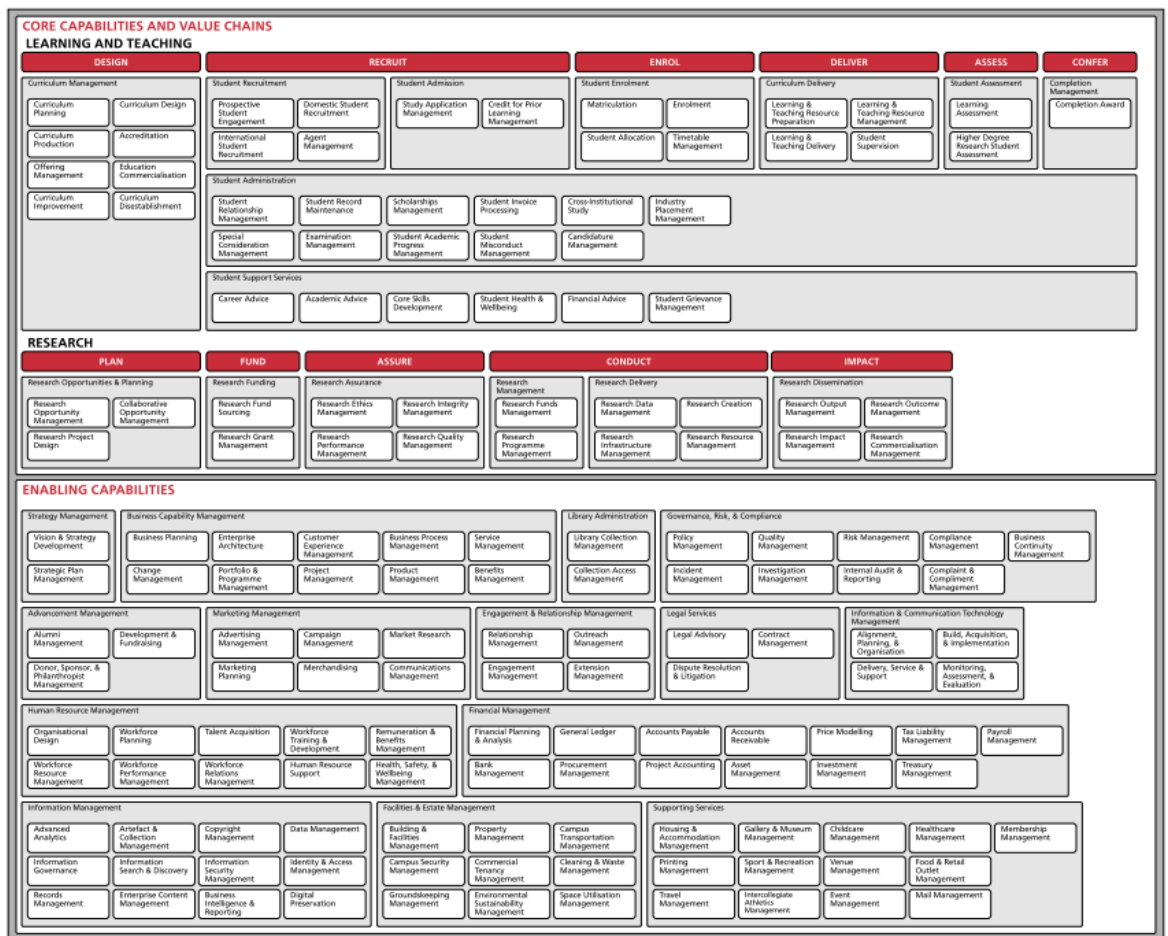 CORE CAPABILITIES AND VALUE CHAINS
LEARNING AND TEACHING
DESIGN
RECRUIT
ENROL
DELIVER
ASSESS
CONFER
Curriculum Management
Curriculum
Planning
Curriculum Design
Curriculum
Production
Accreditation
Offering
Management
Education
Commercialisation
Curriculum
Improvement
Curriculum
Disestablishment
Student Recruitment
Prospective
Student
Engagement
Domestic Student
Recruitment
International
Student
Recruitment
Agent
Management
Student Admission
Study Application
Management
Credit for Prior
Learning
Management
Student Enrolment
Matriculation
Enrolment
Student Allocation
Timetable
Management
Curriculum Delivery
Learning &
Teaching Resource
Preparation
Learning &
Teaching Resource
Management
Learning &
Teaching Delivery
Student
Supervision
Student Assessment
Learning
Assessment
Higher Degree
Research Student
Assessment
Completion
Management
Completion Award
Student Administration
Student
Relationship
Management
Student Record
Maintenance
Scholarships
Management
Student Invoice
Processing
Cross-Institutional
Study
Industry
Placement
Management
Special
Consideration
Management
Examination
Management
Student Academic
Progress
Management
Student
Misconduct
Management
Candidature
Management
Student Support Services
Career Advice
Academic Advice
Core Skills
Development
Student Health &
Wellbeing
Financial Advice
Student Grievance
Management
RESEARCH
PLAN
FUND
ASSURE
CONDUCT
IMPACT
Research Opportunities & Planning
Research
Opportunity
Management
Collaborative
Opportunity
Management
Research Project
Design
Research Funding
Research Fund
Sourcing
Research Grant
Management
Research Assurance
Research Ethics
Management
Research Integrity
Management
Research
Performance
Management
Research Quality
Management
Research
Management
Research Funds
Management
Research
Programme
Management
Research Delivery
Research Data
Management
Research Creation
Research
Infrastructure
Management
Research Resource
Management
Research Dissemination
Research Output
Management
Research Outcome
Management
Research Impact
Management
Research
Commercialisation
Management
ENABLING CAPABILITIES
Strategy Management
Vision & Strategy
Development
Strategic Plan
Management
Business Capability Management
Business Planning
Enterprise
Architecture
Customer
Experience
Management
Business Process
Management
Service
Management
Change
Management
Portfolio &
Programme
Management
Project
Management
Product
Management
Benefits
Management
Library Administration
Library Collection
Management
Collection Access
Management
Governance, Risk, & Compliance
Policy
Management
Quality
Management
Risk Management
Compliance
Management
Business
Continuity
Management
Incident
Management
Investigation
Management
Internal Audit &
Reporting
Complaint &
Compliment
Management
Advancement Management
Alumni
Management
Development &
Fundraising
Donor, Sponsor, &
Philanthropist
Management
Marketing Management
Advertising
Management
Campaign
Management
Market Research
Marketing
Planning
Merchandising
Communications
Management
Engagement & Relationship Management
Relationship
Management
Outreach
Management
Engagement
Management
Extension
Management
Legal Services
Legal Advisory
Contract
Management
Dispute Resolution
& Litigation
Information & Communication Technology
Management
Alignment,
Planning, &
Organisation
Build, Acquisition,
& Implementation
Delivery, Service &
Support
Monitoring,
Assessment, &
Evaluation
Human Resource Management
Organisational
Design
Workforce
Planning
Talent Acquisition
Workforce
Training &
Development
Remuneration &
Benefits
Management
Workforce
Resource
Management
Workforce
Performance
Management
Workforce
Relations
Management
Human Resource
Support
Health, Safety, &
Wellbeing
Management
Financial Management
Financial Planning
& Analysis
General Ledger
Accounts Payable
Accounts
Receivable
Price Modelling
Tax Liability
Management
Payroll
Management
Bank
Management
Procurement
Management
Project Accounting
Asset
Management
Investment
Management
Treasury
Management
Information Management
Advanced
Analytics
Artefact &
Collection
Management
Copyright
Management
Data Management
Information
Governance
Information
Search & Discovery
Information
Security
Management
Identity & Access
Management
Records
Management
Enterprise Content
Management
Business
Intelligence &
Reporting
Digital
Preservation
Facilities & Estate Management
Building &
Facilities
Management
Property
Management
Campus
Transportation
Management
Campus Security
Management
Commercial
Tenancy
Management
Cleaning & Waste
Management
Groundskeeping
Management
Environmental
Sustainability
Management
Space Utilisation
Management
Supporting Services
Housing &
Accommodation
Management
Gallery & Museum
Management
Childcare
Management
Healthcare
Management
Membership
Management
Printing
Management
Sport & Recreation
Management
Venue
Management
Food & Retail
Outlet
Management
Travel
Management
Intercollegiate
Athletics
Management
Event
Management
Mail Management